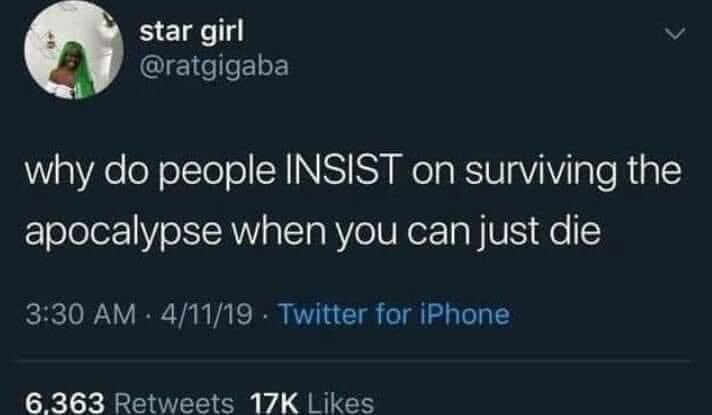 star girl
@ratgigaba
why do people INSIST on surviving the
apocalypse when you can just die
3:30 AM · 4/11/19 · Twitter for iPhone
6,363 Retweets 17K Likes